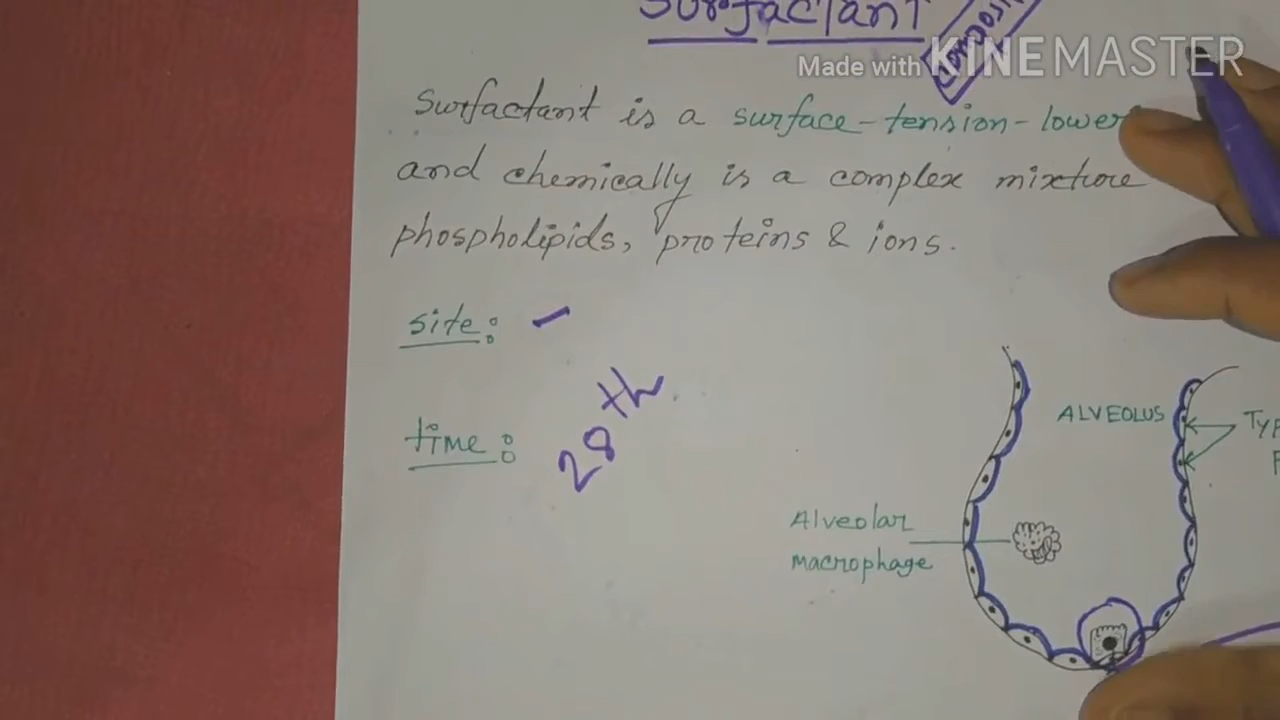 Surfactant
Made with KINEMASTER
Surfactant is a surface-tension-lower
and chemically is a complex mixture
phospholipids, proteins & ions.
site: -
28th
time:
ALVEOLUS
Alveolar
macrophage